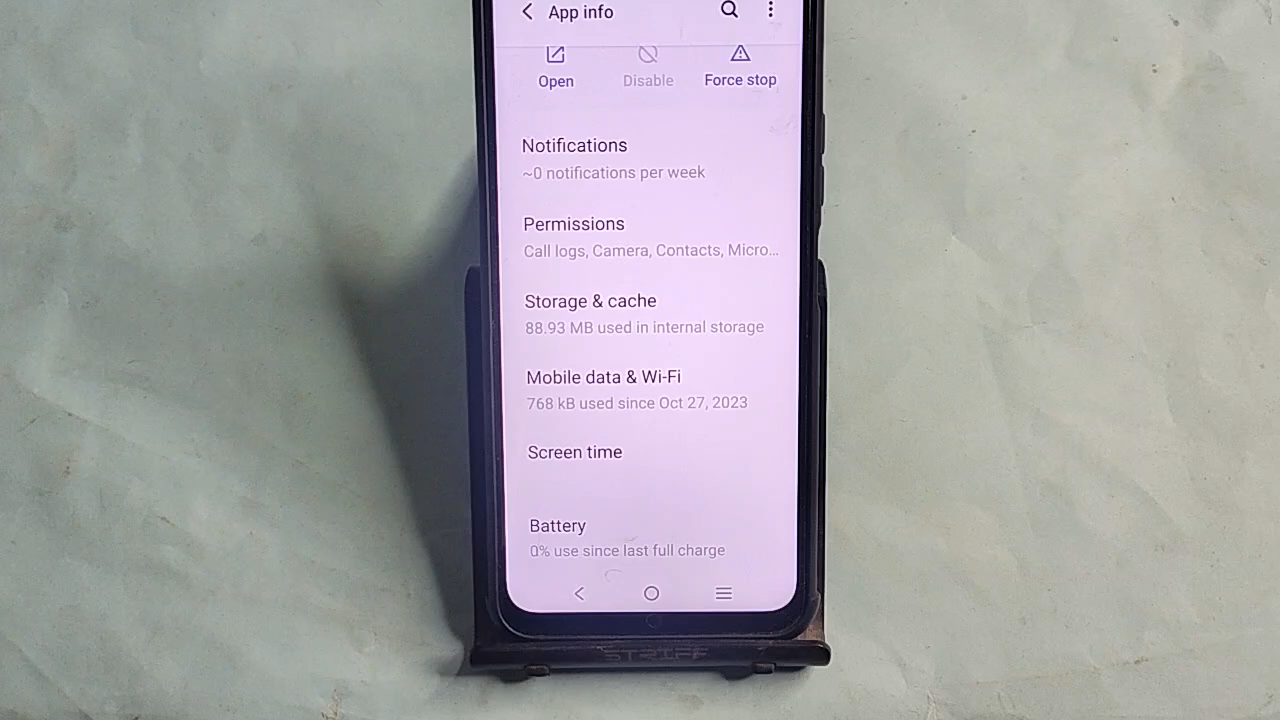 App info
Open
Disable
Force stop
Notifications
~0 notifications per week
Permissions
Call logs, Camera, Contacts, Micro...
Storage & cache
88.93 MB used in internal storage
Mobile data & Wi-Fi
768 kB used since Oct 27, 2023
Screen time
Battery
0% use since last full charge
STRIFF